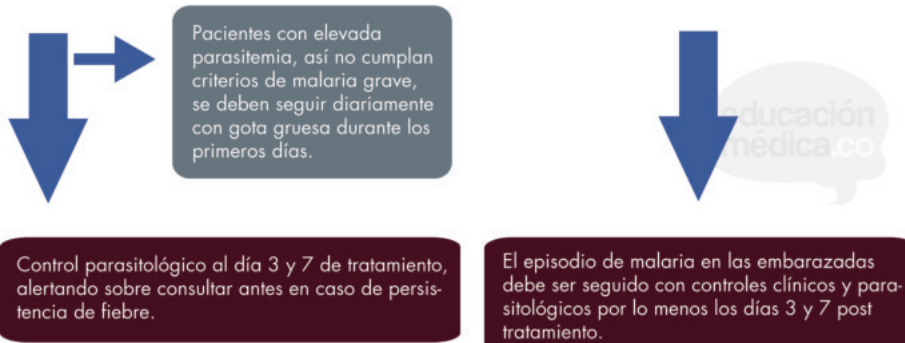 Pacientes con elevada
parasitemia, así no cumplan
criterios de malaria grave,
se deben seguir diariamente
con gota gruesa durante los
primeros días.
educación
médica.co
Control parasitológico al día 3 y 7 de tratamiento,
alertando sobre consultar antes en caso de persis-
tencia de fiebre.
El episodio de malaria en las embarazadas
debe ser seguido con controles clínicos y para-
sitológicos por lo menos los días 3 y 7 post
tratamiento.